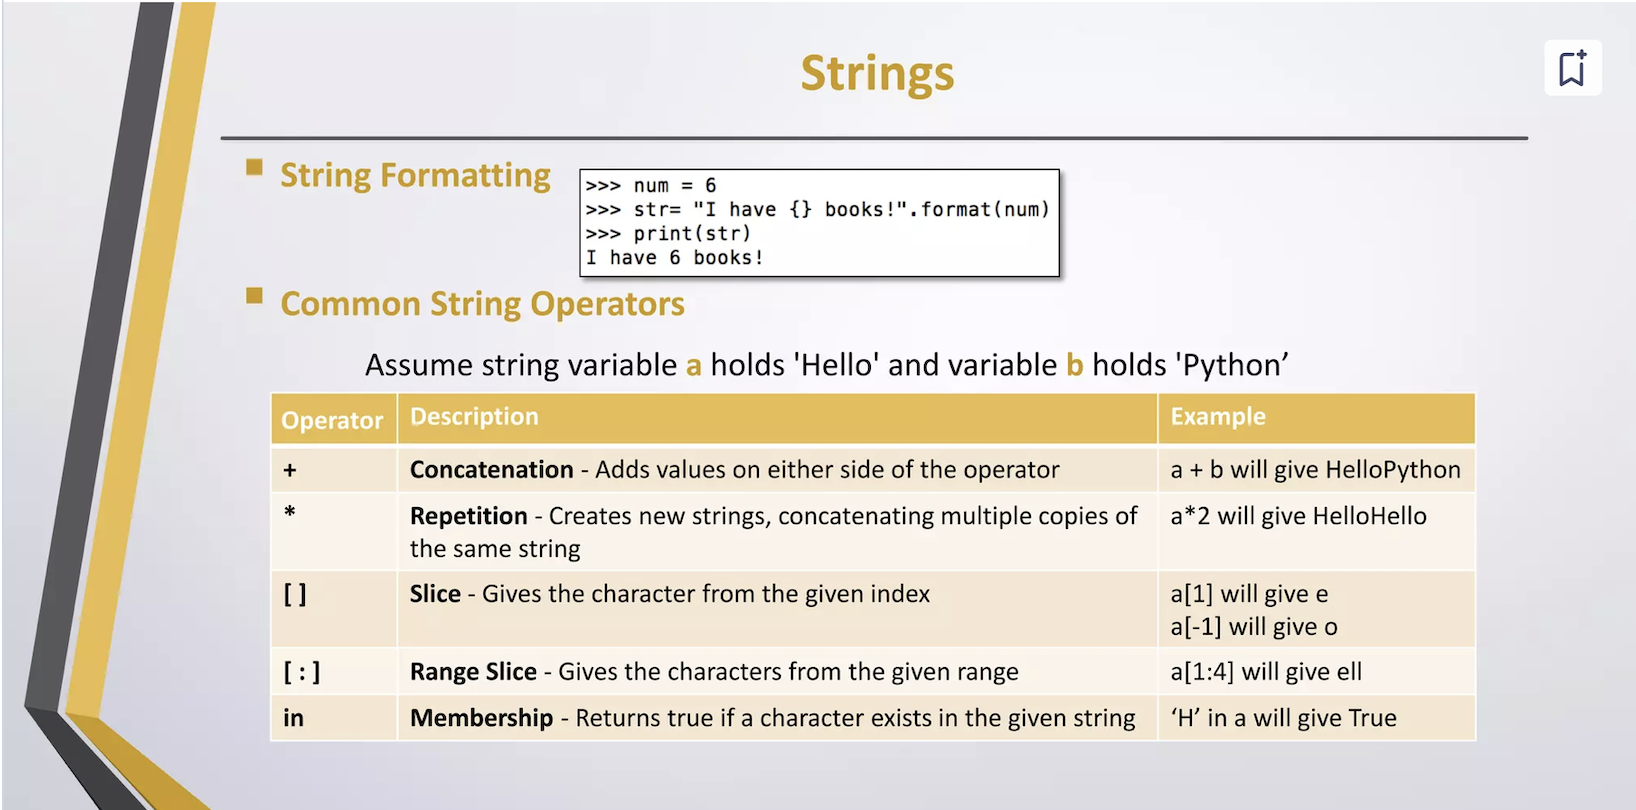 Strings
String Formatting
>>> num = 6
>>> str= "I have {} books!".format(num)
>>> print(str)
I have 6 books!
Common String Operators
Assume string variable a holds 'Hello' and variable b holds 'Python’
Operator Description Example
+ Concatenation - Adds values on either side of the operator a + b will give HelloPython
* Repetition - Creates new strings, concatenating multiple copies of a*2 will give HelloHello
the same string
[ ] Slice - Gives the character from the given index a[1] will give e
a[-1] will give o
[ : ] Range Slice - Gives the characters from the given range a[1:4] will give ell
in Membership - Returns true if a character exists in the given string ‘H’ in a will give True